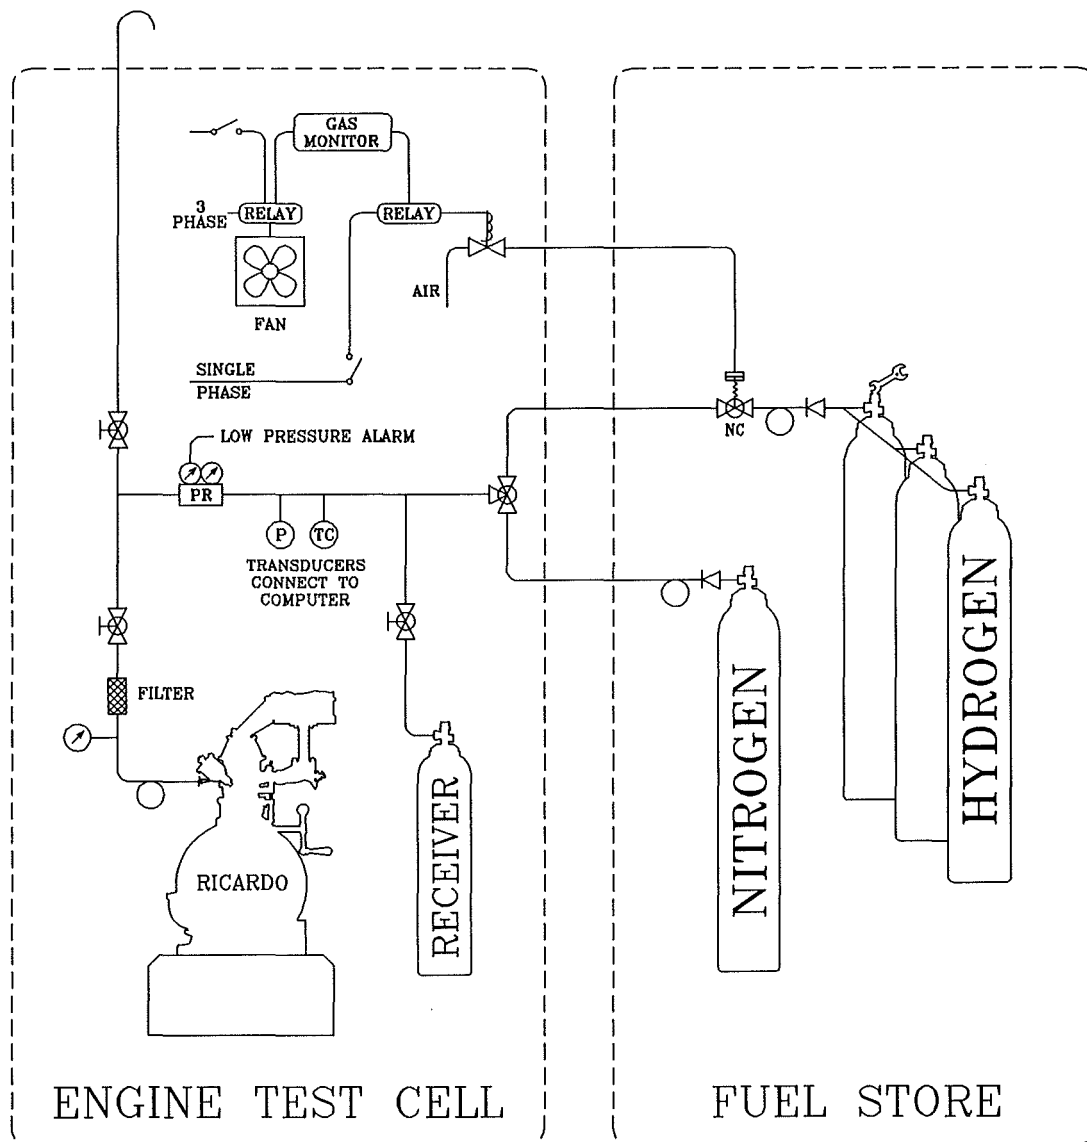 GAS
MONITOR
3
PHASE
RELAY
RELAY
AIR
FAN
SINGLE
PHASE
NC
LOW PRESSURE ALARM
PR
P
TC
TRANSDUCERS
CONNECT TO
COMPUTER
FILTER
RICARDO
RECEIVER
NITROGEN
HYDROGEN
ENGINE TEST CELL
FUEL STORE